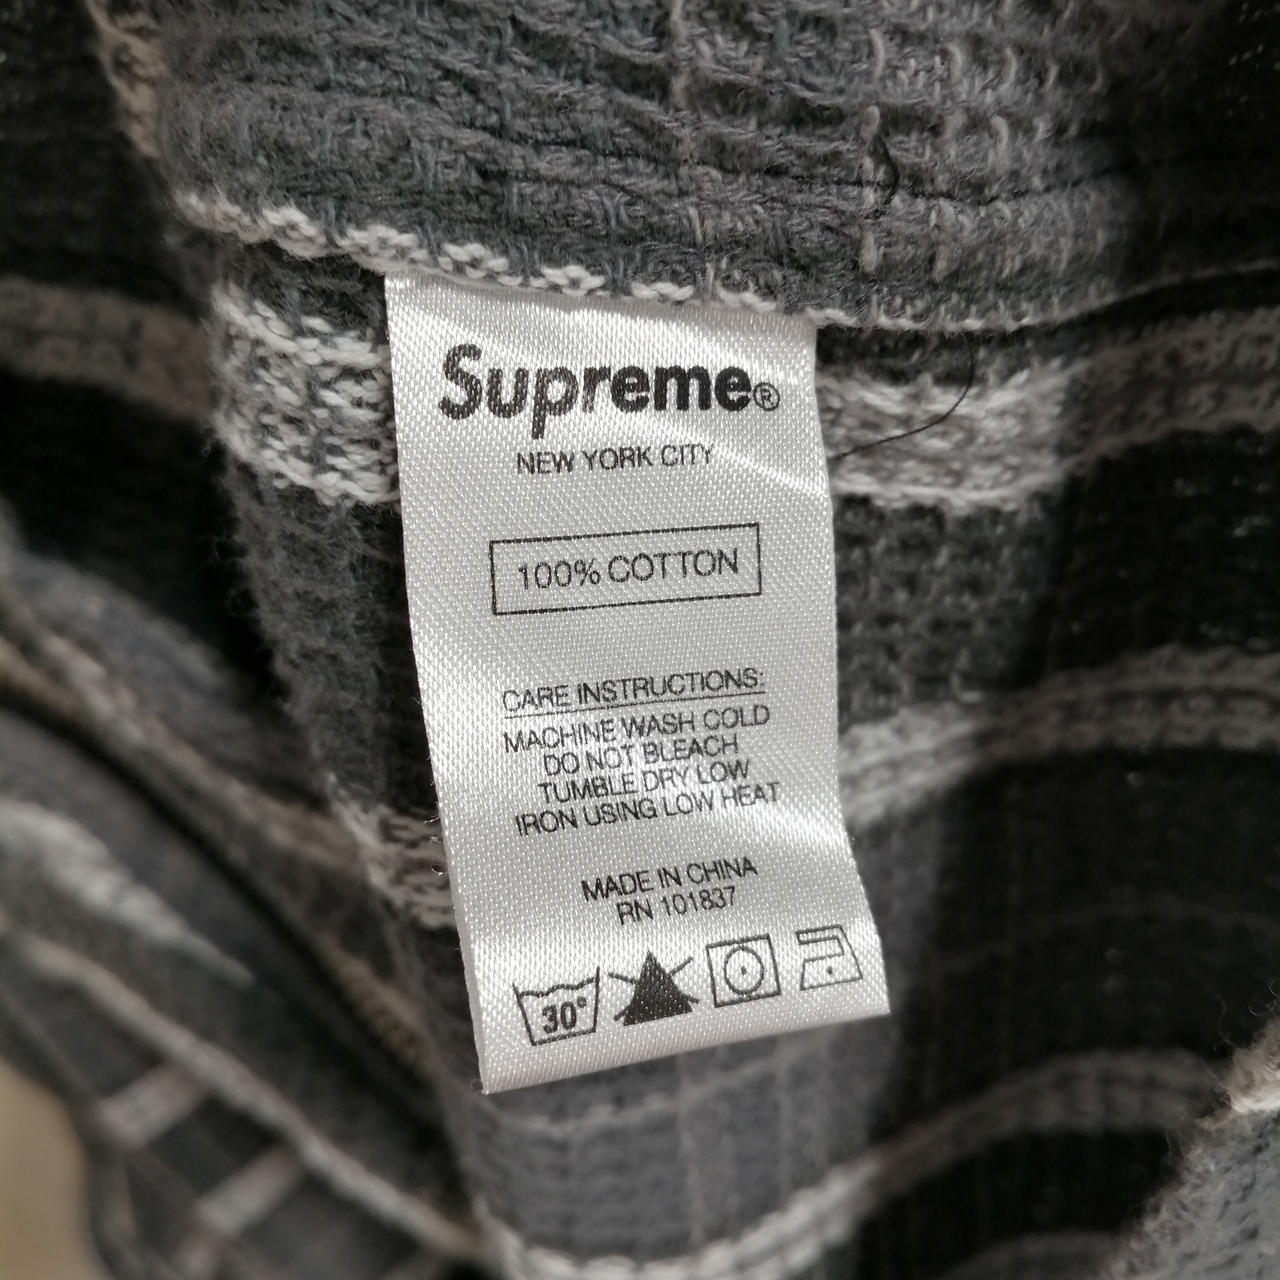 Supreme®
NEW YORK CITY
100% COTTON
CARE INSTRUCTIONS:
MACHINE WASH COLD
DO NOT BLEACH
TUMBLE DRY LOW
IRON USING LOW HEAT
MADE IN CHINA
RN 101837
30°